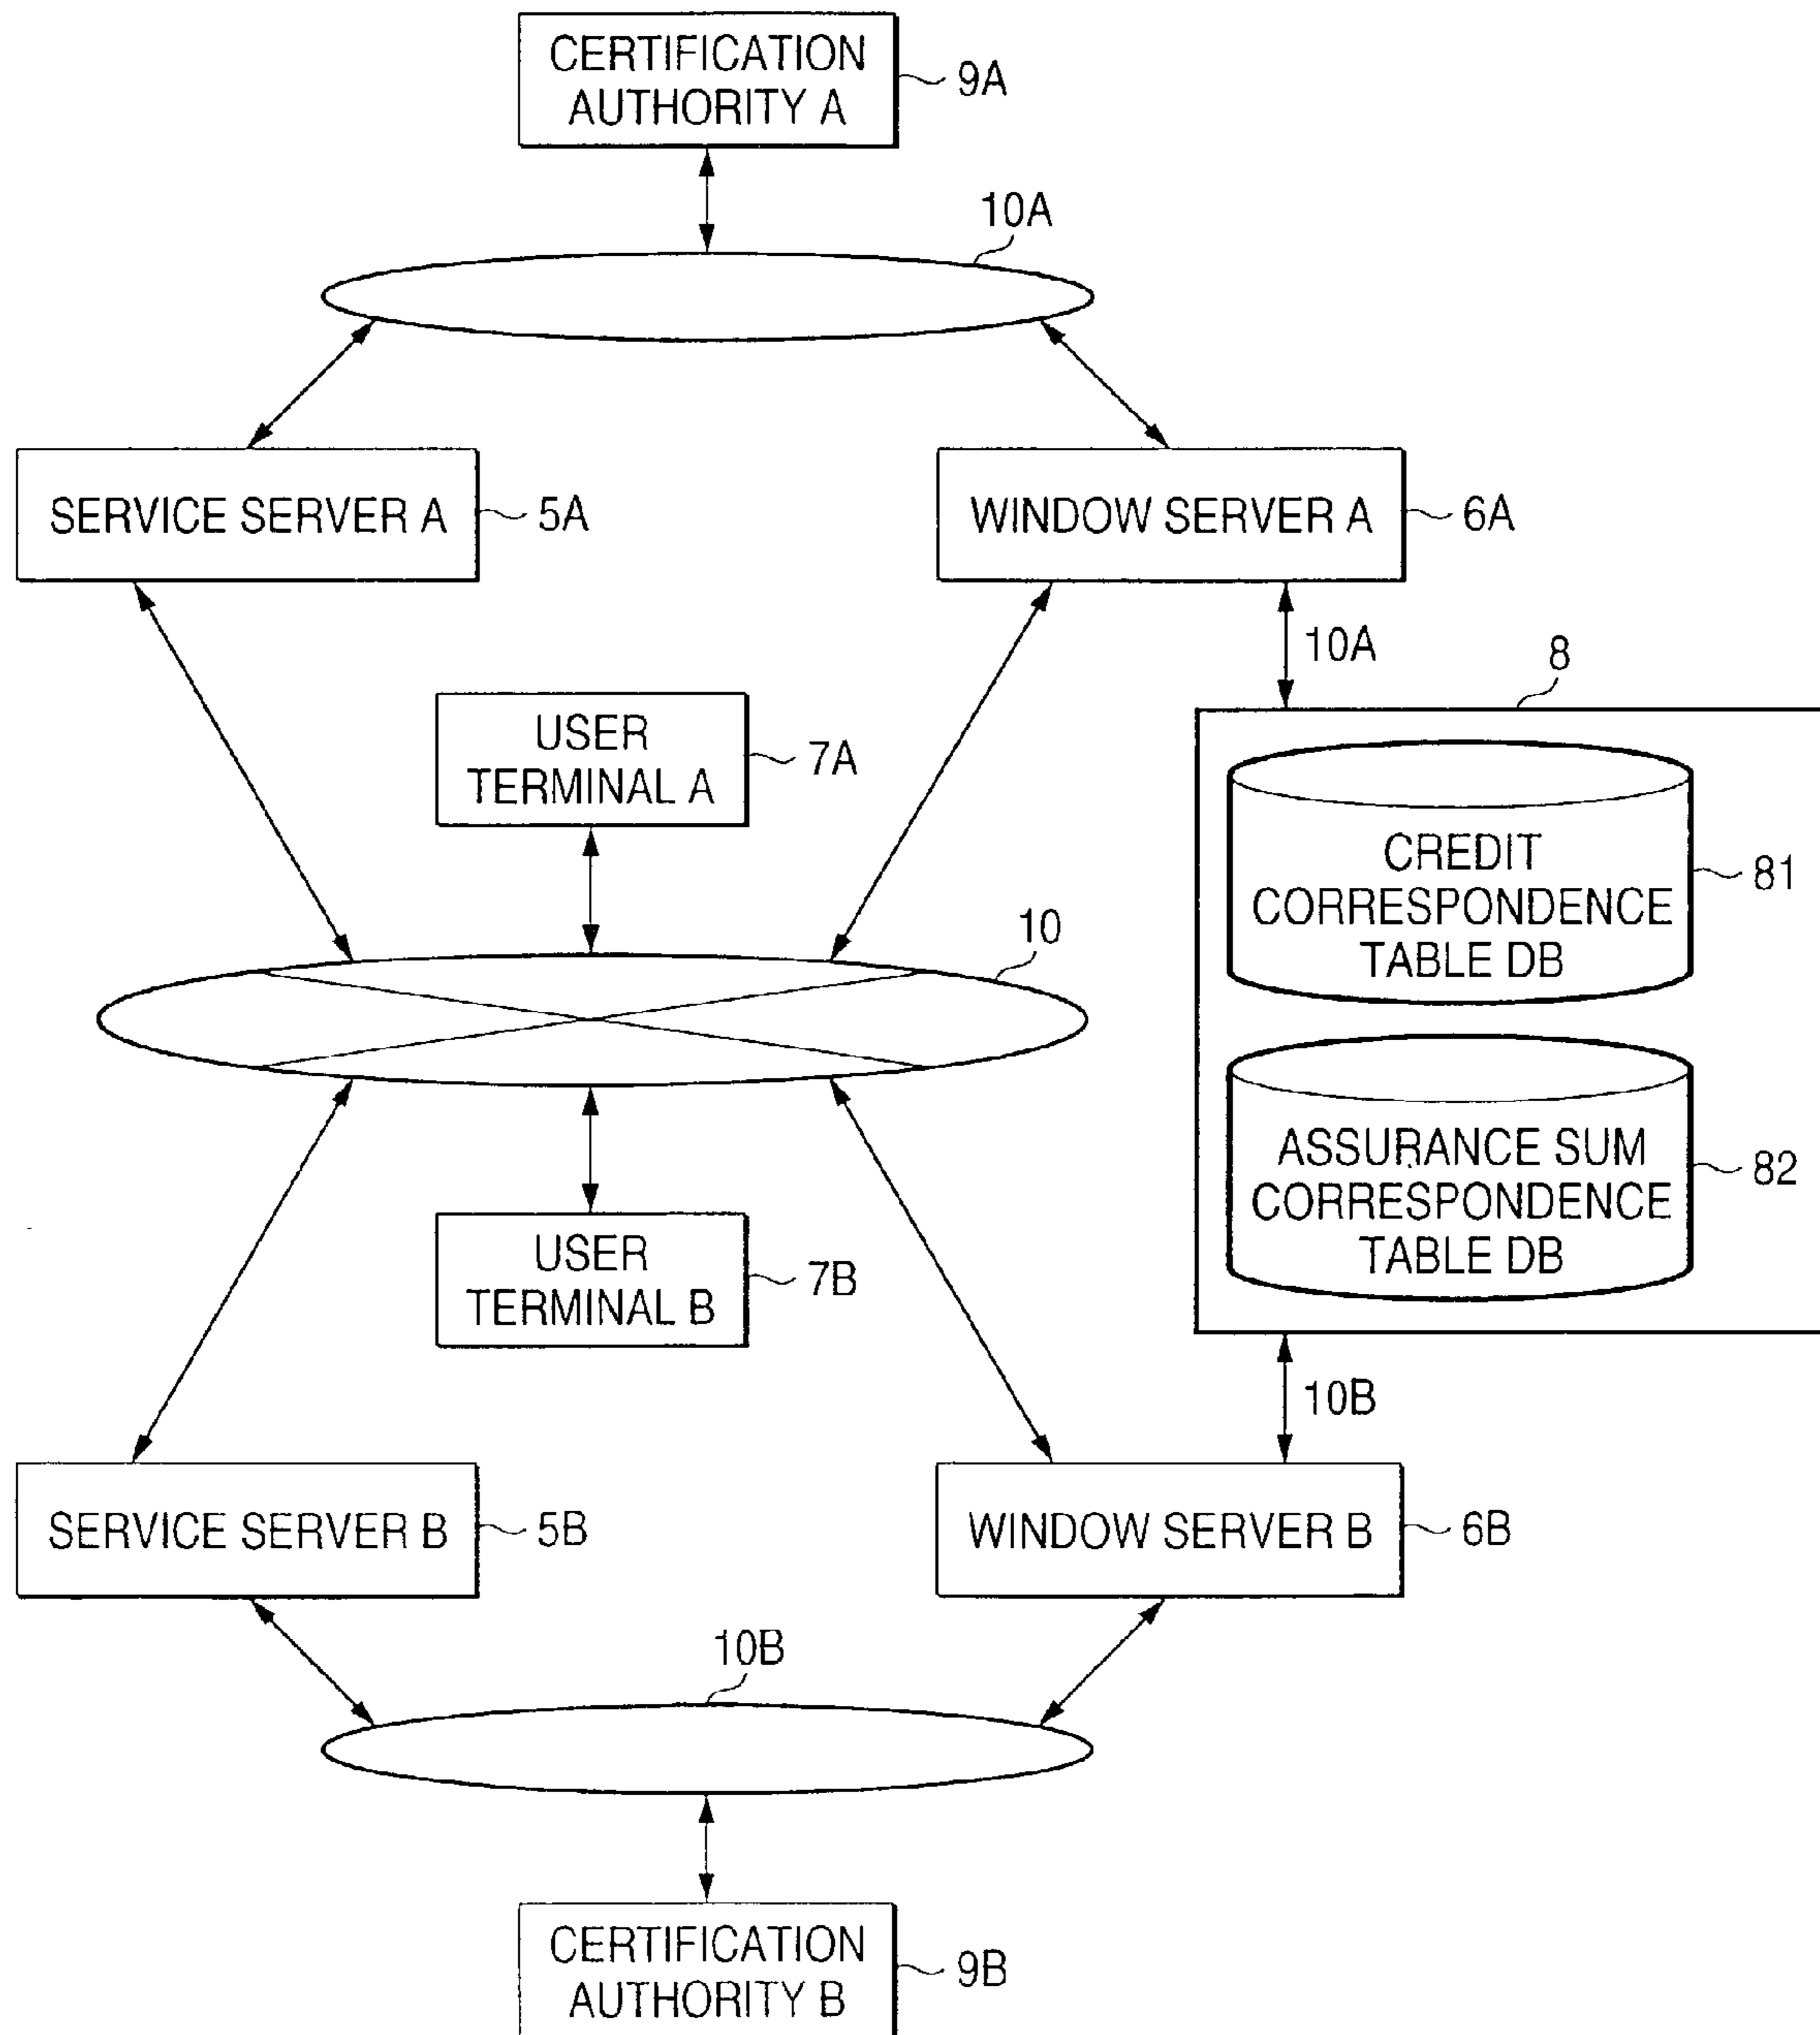 CERTIFICATION
AUTHORITY A
9A
10A
SERVICE SERVER A
5A
WINDOW SERVER A
6A
10A
8
USER
TERMINAL A
7A
CREDIT
CORRESPONDENCE
TABLE DB
81
10
ASSURANCE SUM
CORRESPONDENCE
TABLE DB
82
USER
TERMINAL B
7B
10B
SERVICE SERVER B
5B
WINDOW SERVER B
6B
10B
CERTIFICATION
AUTHORITY B
9B